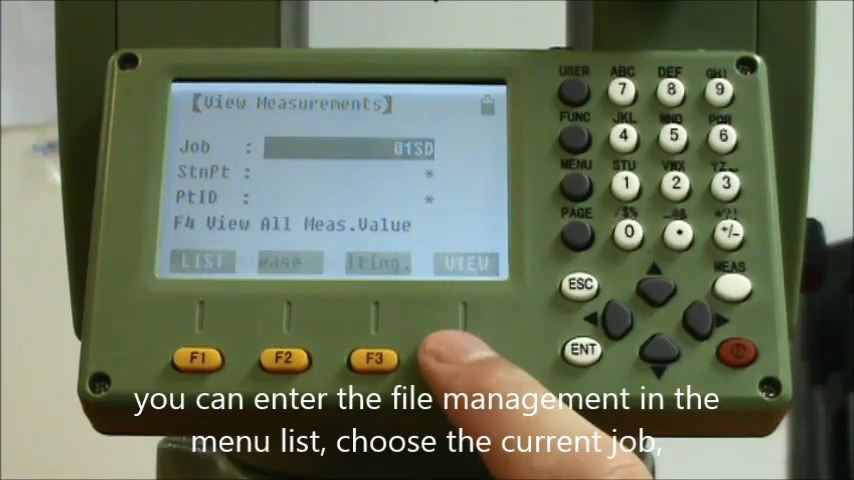 【View Measurements】
Job : 01SD
StnPt : *
PtID : *
F4 View All Meas.Value
LIST VIEW
F1 F2 F3
USER ABC DEF GHI
7 8 9
FUNC JKL MNO PQR
4 5 6
MENU STU VWX YZ
1 2 3
PAGE /$% _@& *?!
0 • +/-
ESC MEAS
ENT
you can enter the file management in the
menu list, choose the current job,